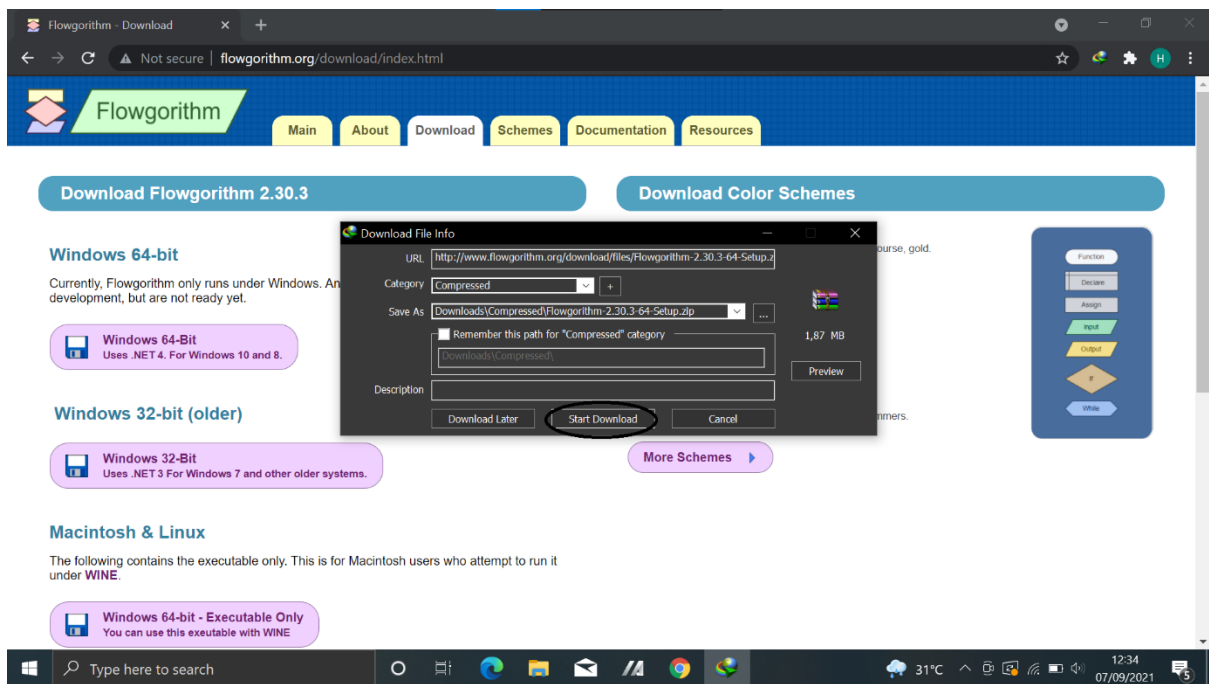 Flowgorithm - Download
Not secure | flowgorithm.org/download/index.html
H
Flowgorithm
Main
About
Download
Schemes
Documentation
Resources
Download Flowgorithm 2.30.3
Download Color Schemes
Windows 64-bit
Currently, Flowgorithm only runs under Windows. An
development, but are not ready yet.
Windows 64-Bit
Uses .NET 4. For Windows 10 and 8.
Windows 32-bit (older)
Windows 32-Bit
Uses .NET 3 For Windows 7 and other older systems.
Macintosh & Linux
The following contains the executable only. This is for Macintosh users who attempt to run it
under WINE.
Windows 64-bit - Executable Only
You can use this exutable with WINE
Download File Info
URL http://www.flowgorithm.org/download/files/Flowgorithm-2.30.3-64-Setup.z
Category Compressed
+
Save As Downloads\Compressed\Flowgorithm-2.30.3-64-Setup.zip
...
Remember this path for "Compressed" category
Downloads\Compressed\
Description
1,87 MB
Preview
Download Later
Start Download
Cancel
ourse, gold.
mmers.
More Schemes
Function
Declare
Assign
Input
Output
If
While
Type here to search
31°C
12:34
07/09/2021
5